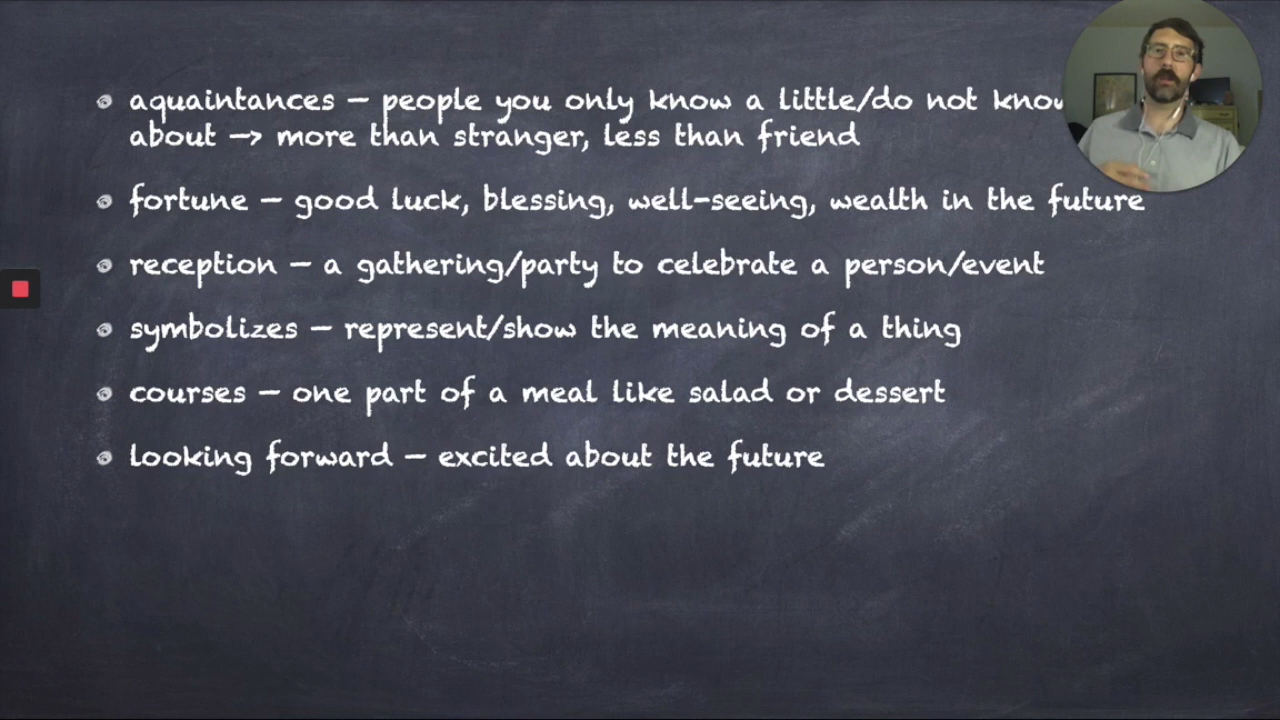 aquaintances – people you only know a little/do not know
about –> more than stranger, less than friend
fortune – good luck, blessing, well-seeing, wealth in the future
reception – a gathering/party to celebrate a person/event
symbolizes – represent/show the meaning of a thing
courses – one part of a meal like salad or dessert
looking forward – excited about the future